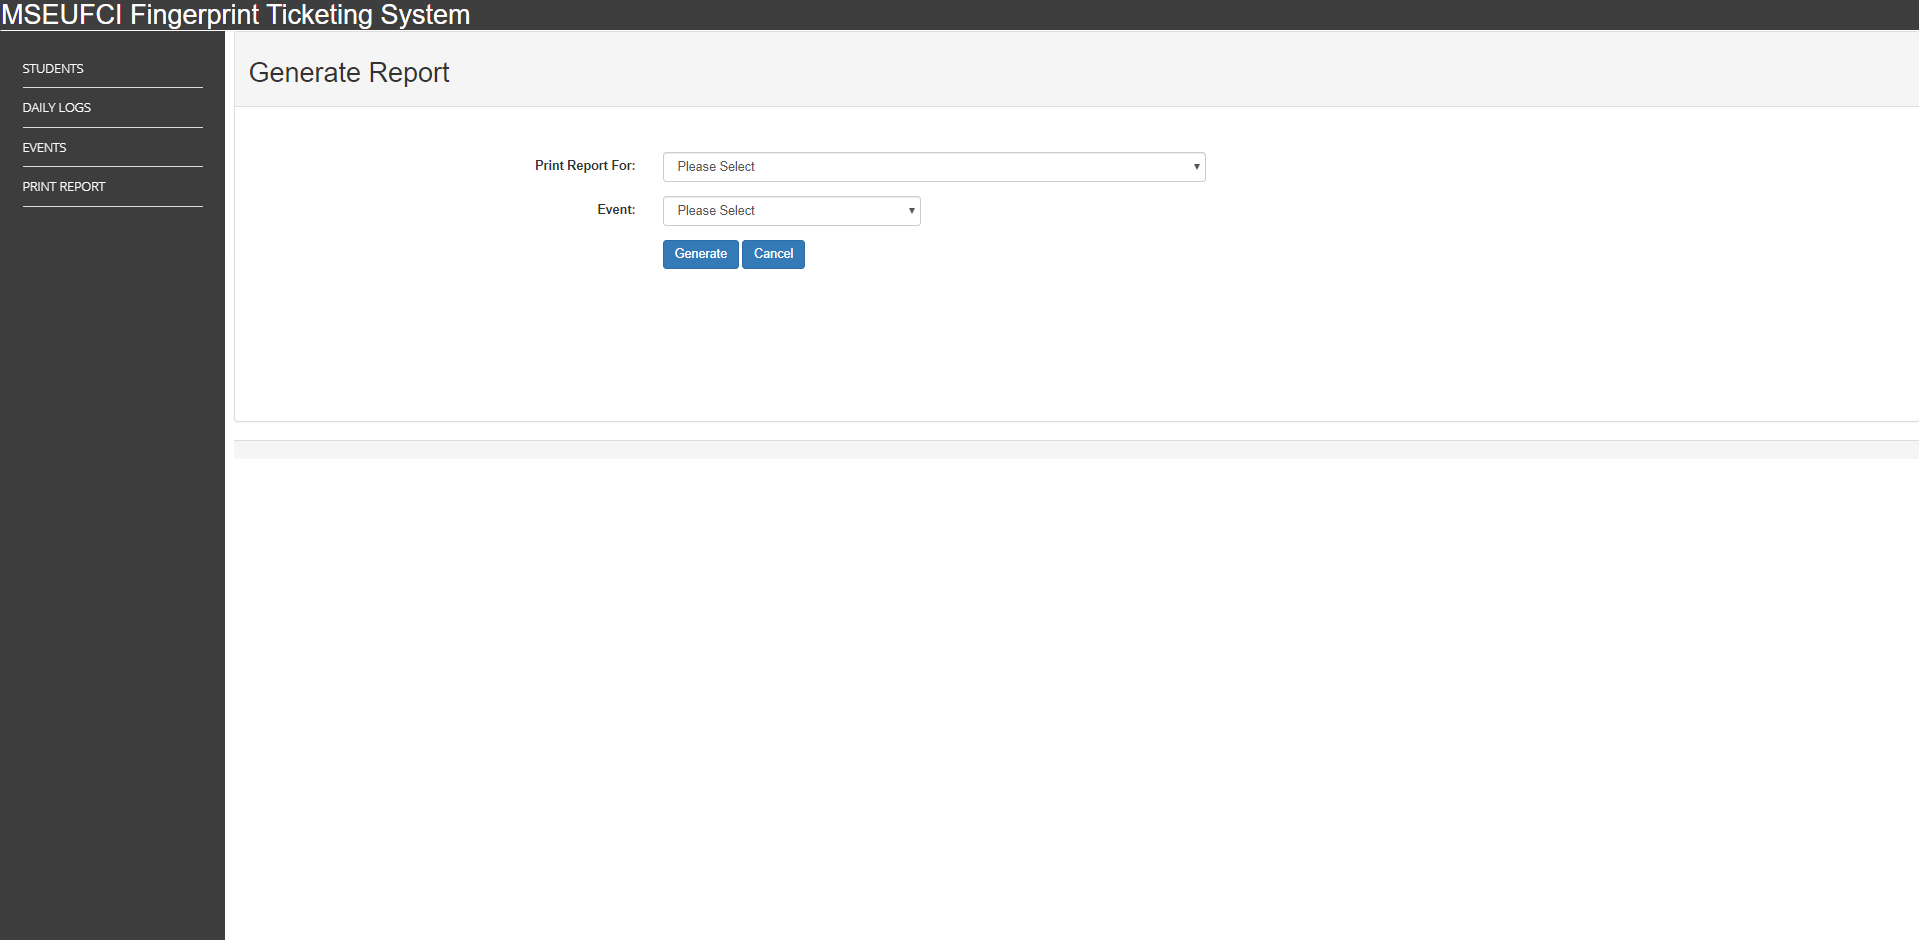 MSEUFCI Fingerprint Ticketing System
STUDENTS
DAILY LOGS
EVENTS
PRINT REPORT
Generate Report
Print Report For: Please Select
Event: Please Select
Generate Cancel